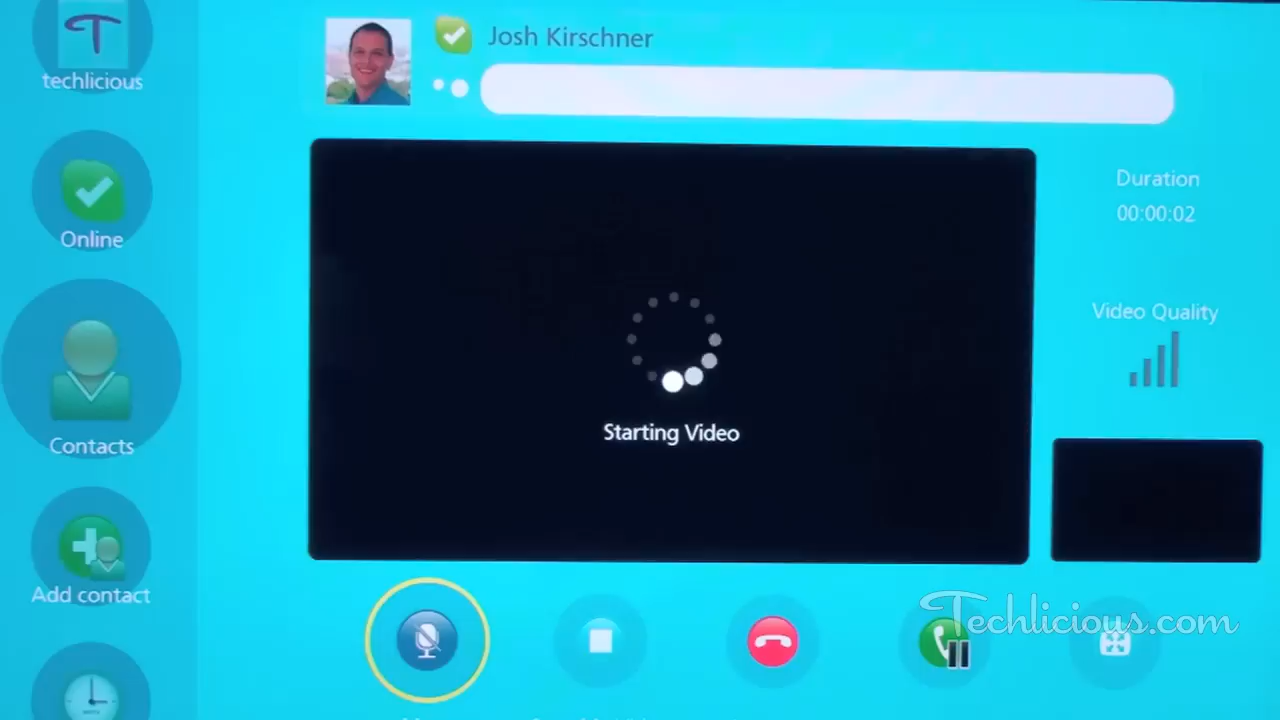 T
techlicious
Josh Kirschner
Online
Duration
00:00:02
Video Quality
Contacts
Starting Video
Add contact
Techlicious.com